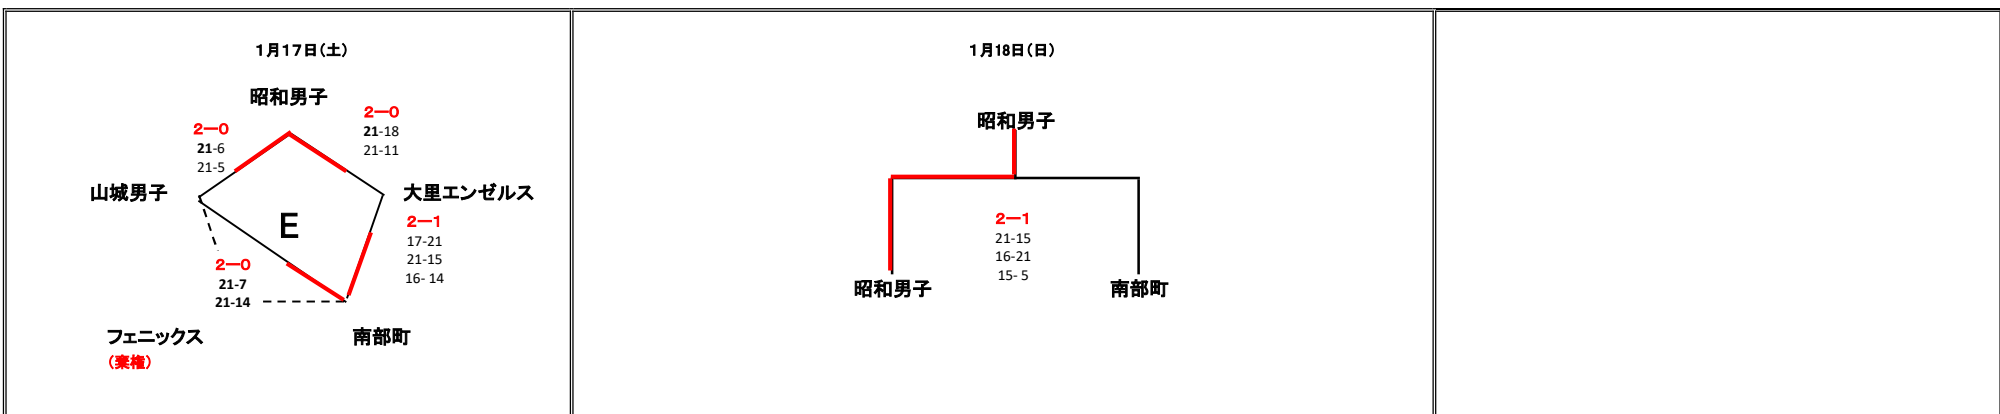 1月17日(土)
昭和男子
2－0
21-6
21-5
2－0
21-18
21-11
山城男子
大里エンゼルス
E
2－1
17-21
21-15
16- 14
2－0
21-7
21-14
フェニックス
(棄権)
南部町
1月18日(日)
昭和男子
2－1
21-15
16-21
15- 5
昭和男子
南部町